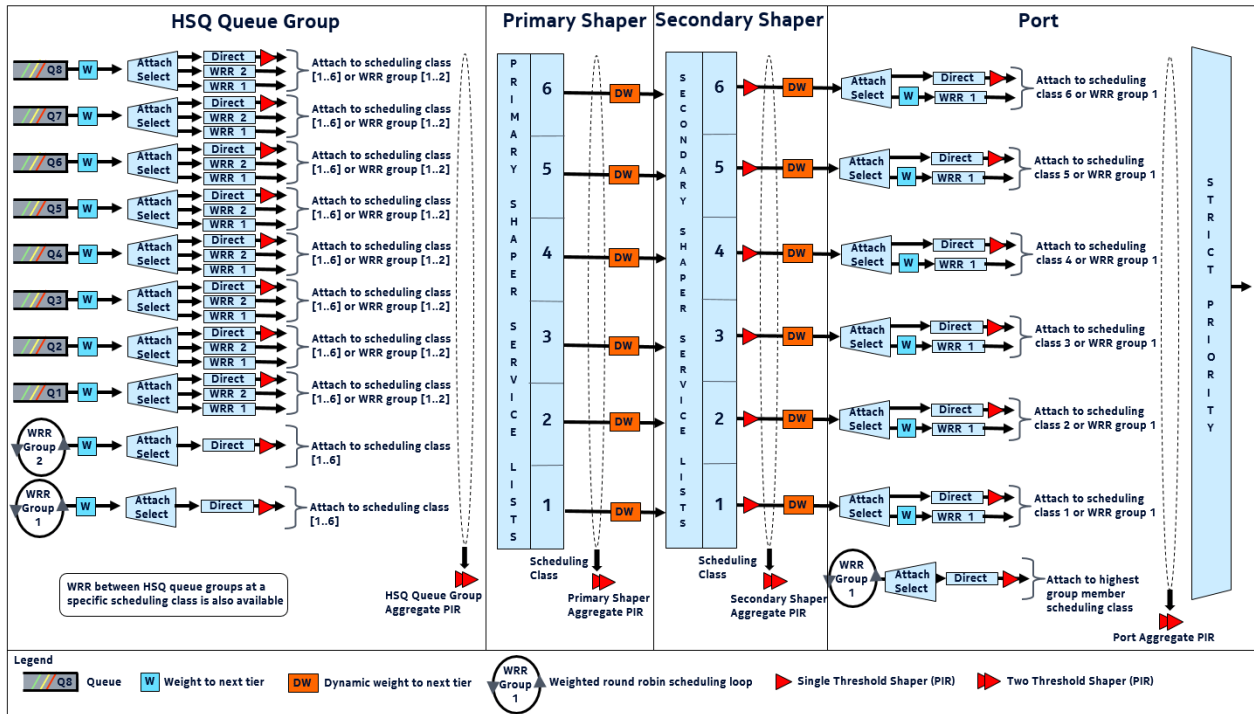 HSQ Queue Group
Primary Shaper
Secondary Shaper
Port
Q8
W
Attach
Select
Direct
WRR 2
WRR 1
Attach to scheduling class
[1..6] or WRR group [1..2]
Q7
W
Attach
Select
Direct
WRR 2
WRR 1
Attach to scheduling class
[1..6] or WRR group [1..2]
Q6
W
Attach
Select
Direct
WRR 2
WRR 1
Attach to scheduling class
[1..6] or WRR group [1..2]
Q5
W
Attach
Select
Direct
WRR 2
WRR 1
Attach to scheduling class
[1..6] or WRR group [1..2]
Q4
W
Attach
Select
Direct
WRR 2
WRR 1
Attach to scheduling class
[1..6] or WRR group [1..2]
Q3
W
Attach
Select
Direct
WRR 2
WRR 1
Attach to scheduling class
[1..6] or WRR group [1..2]
Q2
W
Attach
Select
Direct
WRR 2
WRR 1
Attach to scheduling class
[1..6] or WRR group [1..2]
Q1
W
Attach
Select
Direct
WRR 2
WRR 1
Attach to scheduling class
[1..6] or WRR group [1..2]
WRR
Group
2
W
Attach
Select
Direct
Attach to scheduling class
[1..6]
WRR
Group
1
W
Attach
Select
Direct
Attach to scheduling class
[1..6]
WRR between HSQ queue groups at a
specific scheduling class is also available
HSQ Queue Group
Aggregate PIR
PRIMARY SHAPER SERVICE LISTS
6
DW
5
DW
4
DW
3
DW
2
DW
1
DW
Scheduling
Class
Primary Shaper
Aggregate PIR
SECONDARY SHAPER SERVICE LISTS
6
DW
5
DW
4
DW
3
DW
2
DW
1
DW
Scheduling
Class
Secondary Shaper
Aggregate PIR
Attach
Select
W
Direct
WRR 1
Attach to scheduling
class 6 or WRR group 1
Attach
Select
W
Direct
WRR 1
Attach to scheduling
class 5 or WRR group 1
Attach
Select
W
Direct
WRR 1
Attach to scheduling
class 4 or WRR group 1
Attach
Select
W
Direct
WRR 1
Attach to scheduling
class 3 or WRR group 1
Attach
Select
W
Direct
WRR 1
Attach to scheduling
class 2 or WRR group 1
Attach
Select
W
Direct
WRR 1
Attach to scheduling
class 1 or WRR group 1
WRR
Group
1
Attach
Select
Direct
Attach to highest
group member
scheduling class
Port Aggregate PIR
STRICT PRIORITY
Legend
Q8
Queue
W
Weight to next tier
DW
Dynamic weight to next tier
WRR
Group
1
Weighted round robin scheduling loop
Single Threshold Shaper (PIR)
Two Threshold Shaper (PIR)